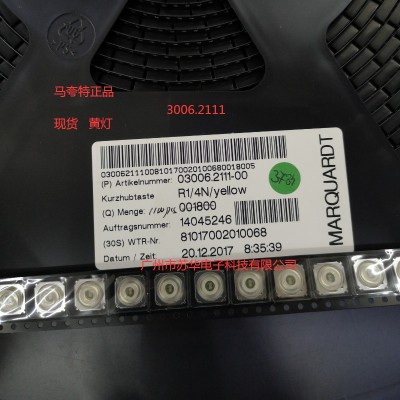 马夸特正品
3006.2111
现货 黄灯
0300621110081017002010068001 8005
(P) Artikelnummer: 03006.2111-00
Kurzhubtaste R1/4N/yellow
(Q) Menge: 001800
Auftragsnummer: 14045246
(30S) WTR-Nr. 81017002010068
Datum / Zeit: 20.12.2017 8:35:39
MARQUARDT
广州市苏华电子科技有限公司